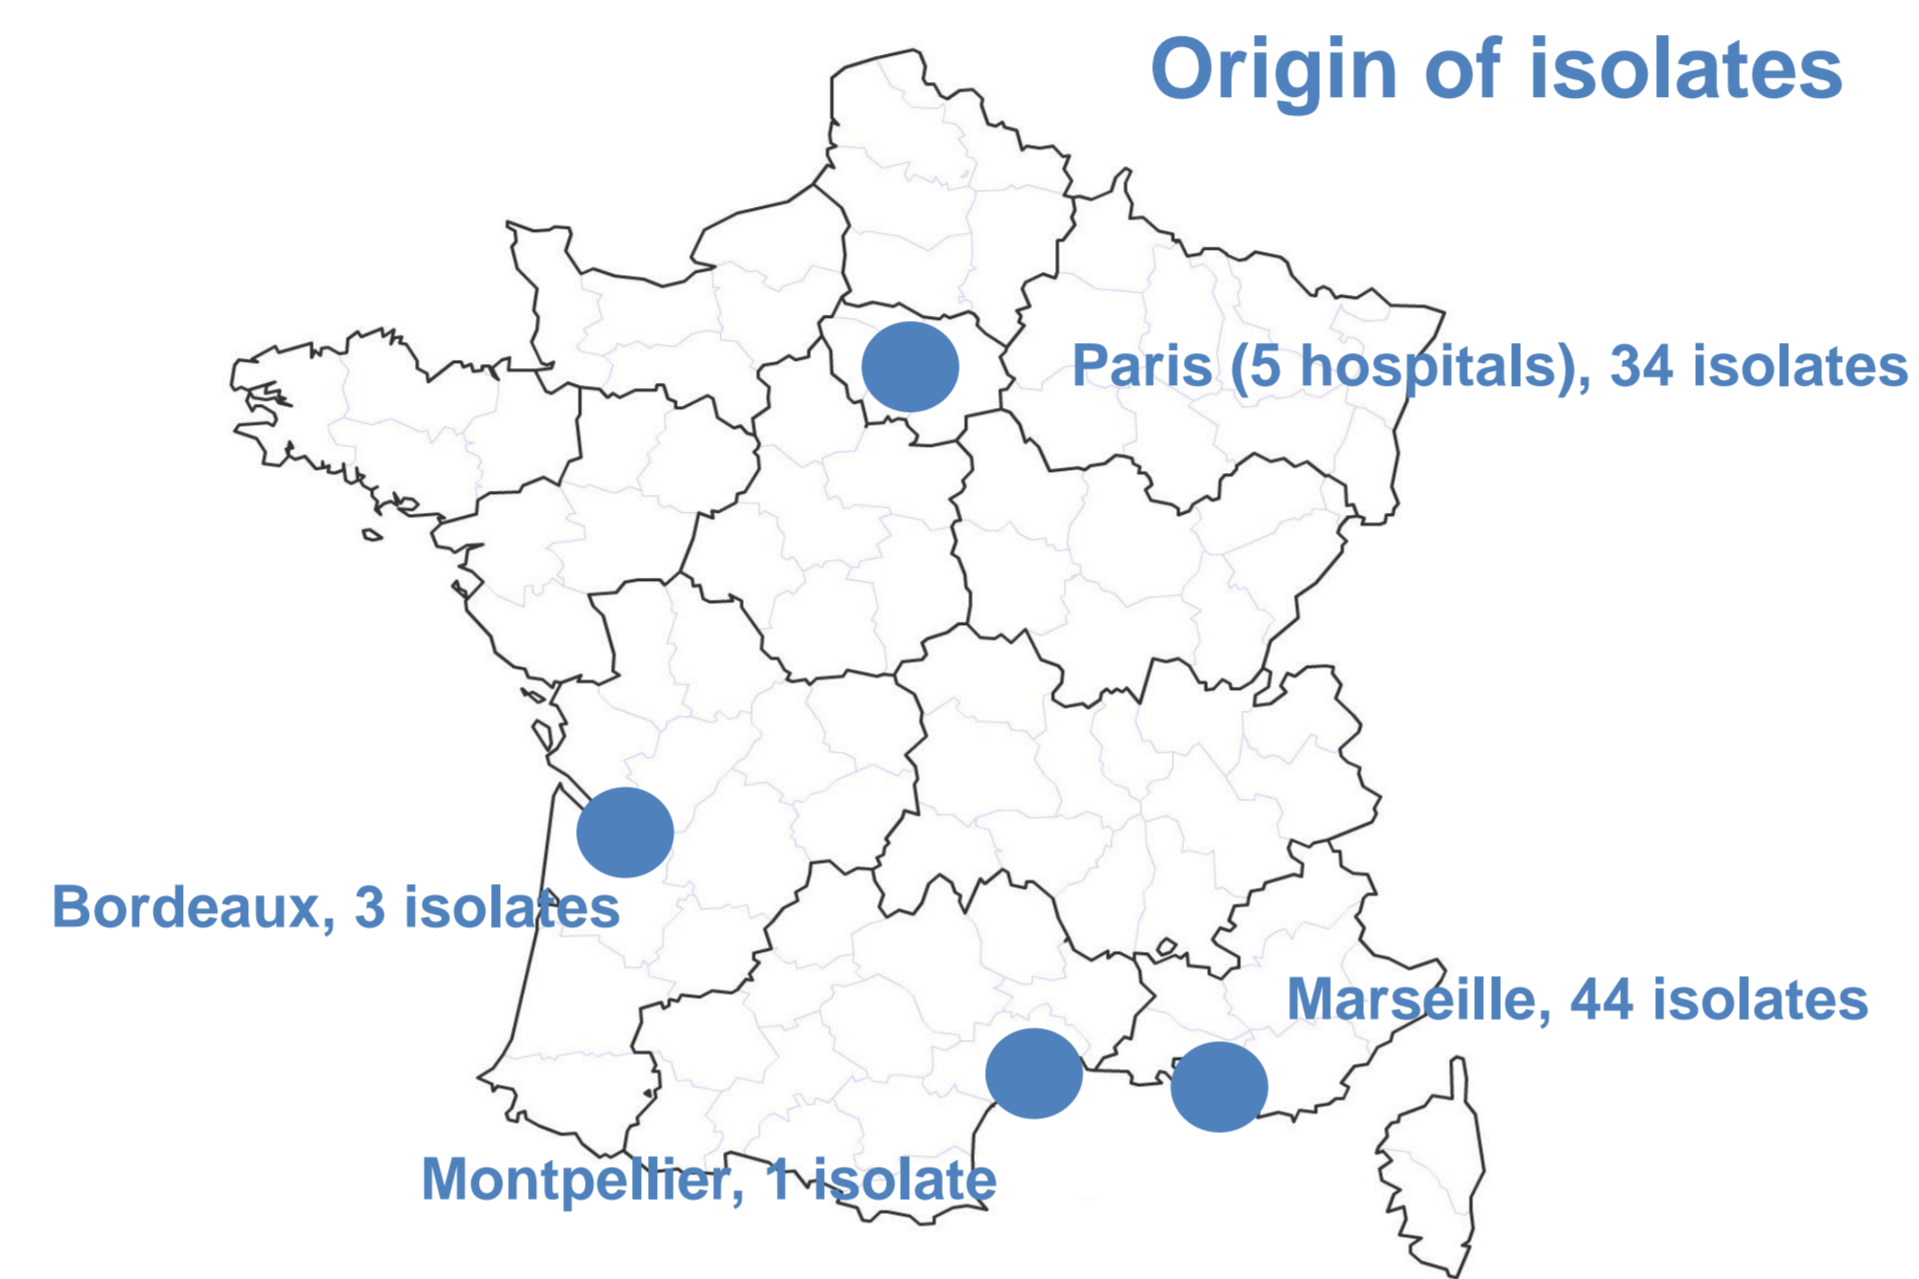 Origin of isolates
Paris (5 hospitals), 34 isolates
Bordeaux, 3 isolates
Marseille, 44 isolates
Montpellier, 1 isolate